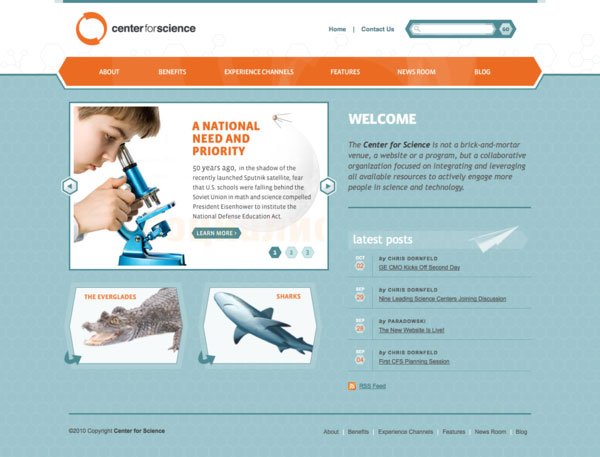 centerforscience
Home | Contact Us
GO
ABOUT BENEFITS EXPERIENCE CHANNELS FEATURES NEWS ROOM BLOG
A NATIONAL
NEED AND
PRIORITY
50 years ago, in the shadow of the
recently launched Sputnik satellite, fear
that U.S. schools were falling behind the
Soviet Union in math and science compelled
President Eisenhower to institute the
National Defense Education Act.
LEARN MORE ›
1 2 3
THE EVERGLADES
SHARKS
WELCOME
The Center for Science is not a brick-and-mortar
venue, a website or a program, but a collaborative
organization focused on integrating and leveraging
all available resources to actively engage more
people in science and technology.
latest posts
OCT
02
by CHRIS DORNFELD
GE CMO Kicks Off Second Day
SEP
29
by CHRIS DORNFELD
Nine Leading Science Centers Joining Discussion
SEP
28
by PARADOWSKI
The New Website Is Live!
SEP
04
by CHRIS DORNFELD
First CFS Planning Session
RSS Feed
©2010 Copyright Center for Science
About | Benefits | Experience Channels | Features | News Room | Blog